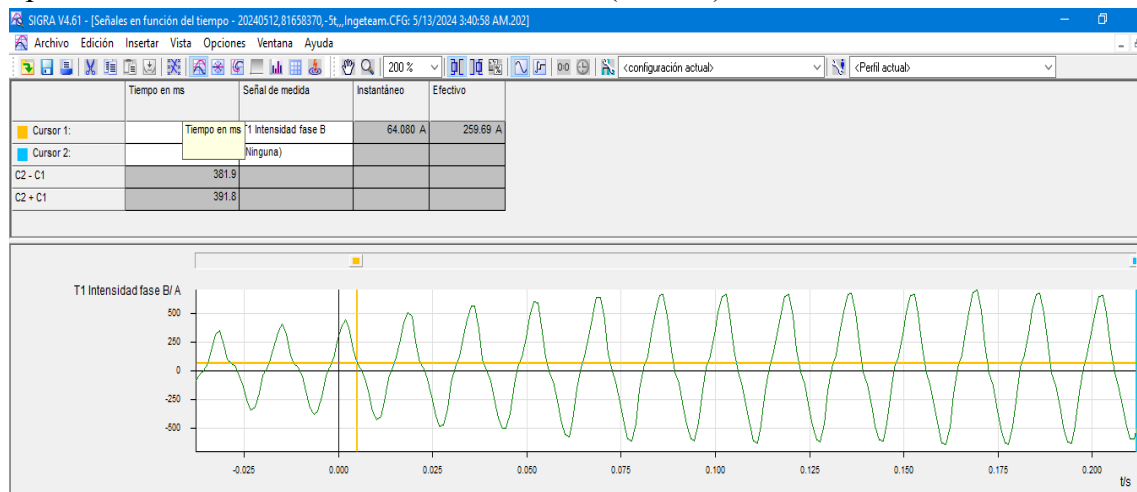 SIGRA V4.61 - [Señales en función del tiempo - 20240512,81658370,-5t,,,Ingeteam.CFG: 5/13/2024 3:40:58 AM.202]
Archivo Edición Insertar Vista Opciones Ventana Ayuda
200 % <configuración actual> <Perfil actual>
Tiempo en ms Señal de medida Instantáneo Efectivo
Cursor 1: Tiempo en ms T1 Intensidad fase B 64.080 A 259.69 A
Cursor 2: Ninguna)
C2 - C1 381.9
C2 + C1 391.8
T1 Intensidad fase B/ A
500
250
0
-250
-500
-0.025 0.000 0.025 0.050 0.075 0.100 0.125 0.150 0.175 0.200
t/s